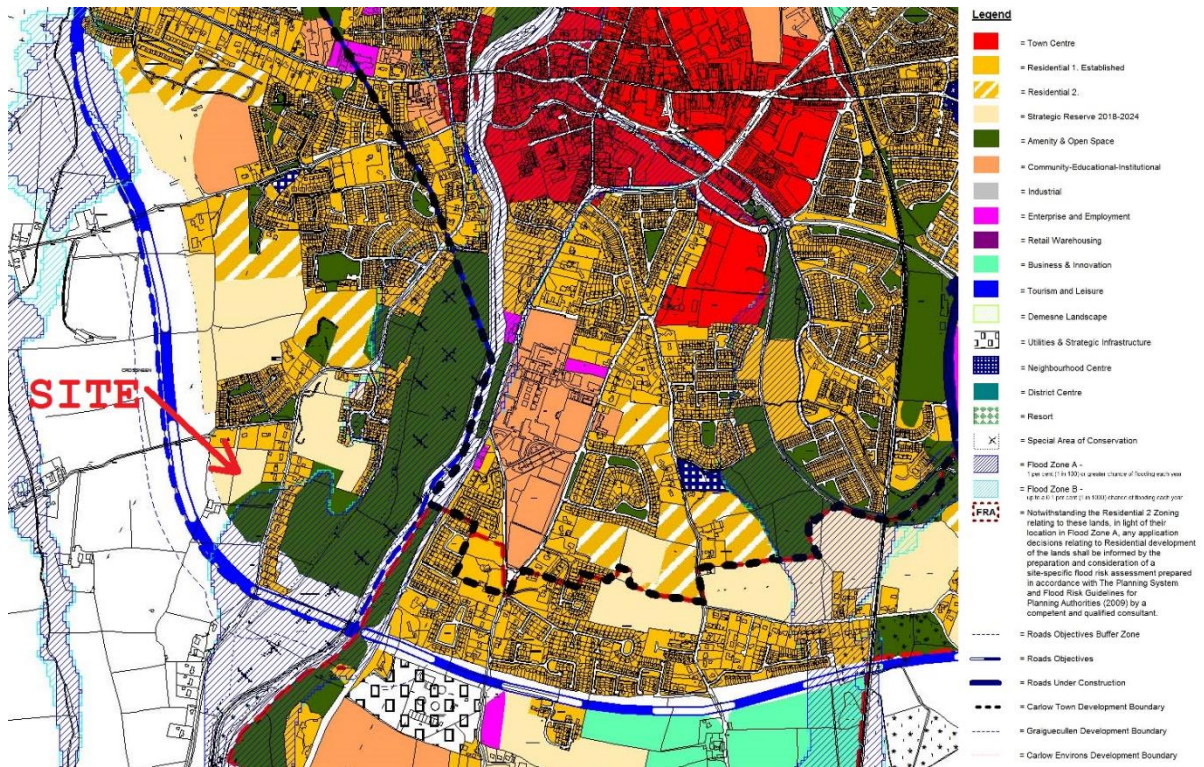 Legend
= Town Centre
= Residential 1. Established
= Residential 2.
= Strategic Reserve 2018-2024
= Amenity & Open Space
= Community-Educational-Institutional
= Industrial
= Enterprise and Employment
= Retail Warehousing
= Business & Innovation
= Tourism and Leisure
= Demesne Landscape
= Utilities & Strategic Infrastructure
= Neighbourhood Centre
= District Centre
= Resort
= Special Area of Conservation
= Flood Zone A -
1 per cent (1 in 100) or greater chance of flooding each year
= Flood Zone B -
up to a 0.1 per cent (1 in 1000) chance of flooding each year
FRA
= Notwithstanding the Residential 2 Zoning
relating to these lands, in light of their
location in Flood Zone A, any application
decisions relating to Residential development
of the lands shall be informed by the
preparation and consideration of a
site-specific flood risk assessment prepared
in accordance with The Planning System
and Flood Risk Guidelines for
Planning Authorities (2009) by a
competent and qualified consultant.
= Roads Objectives Buffer Zone
= Roads Objectives
= Roads Under Construction
= Carlow Town Development Boundary
= Graiguecullen Development Boundary
= Carlow Environs Development Boundary
SITE